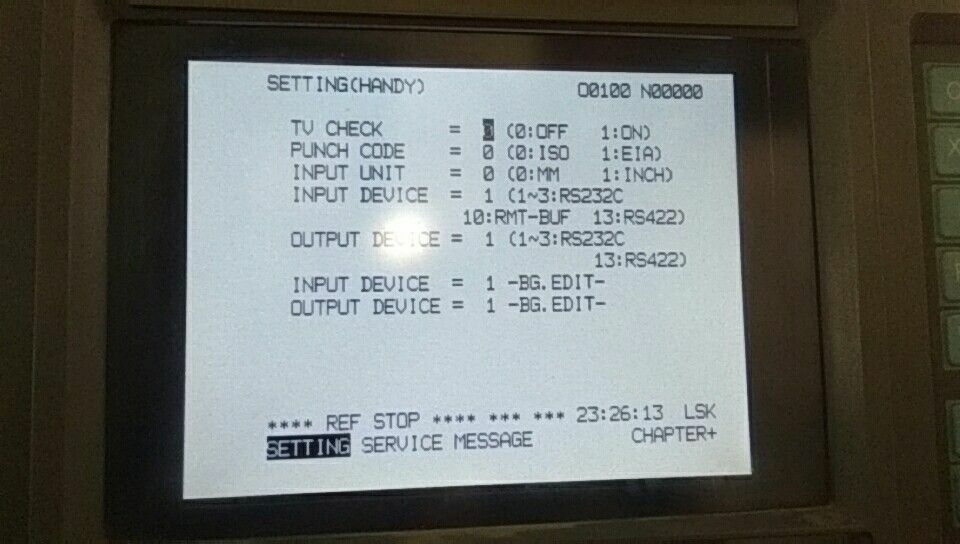 SETTING(HANDY) O0100 N00000
TV CHECK = 0 (0:OFF 1:ON)
PUNCH CODE = 0 (0:ISO 1:EIA)
INPUT UNIT = 0 (0:MM 1:INCH)
INPUT DEVICE = 1 (1~3:RS232C
10:RMT-BUF 13:RS422)
OUTPUT DEVICE = 1 (1~3:RS232C
13:RS422)
INPUT DEVICE = 1 -BG.EDIT-
OUTPUT DEVICE = 1 -BG.EDIT-
**** REF STOP **** *** *** 23:26:13 LSK
SETTING SERVICE MESSAGE CHAPTER+